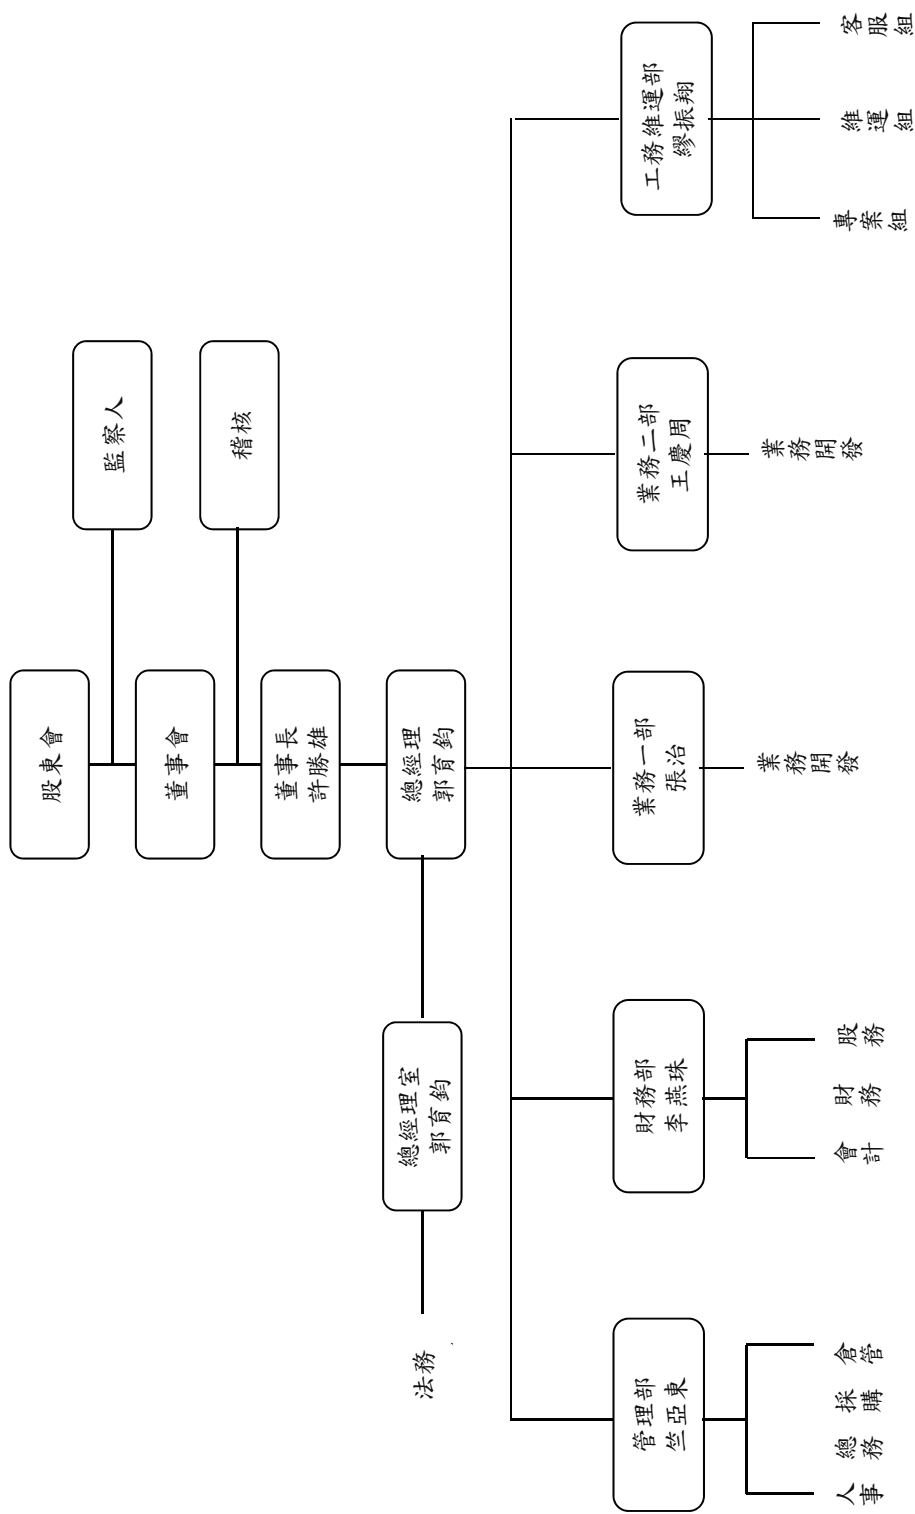 股東會
監察人
董事會
稽核
董事長
許勝雄
總經理
郭育鈞
總經理室
郭育鈞
法務
管理部
竺亞東
人事
總務
採購
倉管
財務部
李燕珠
會計
財務
股務
業務一部
張治
業務開發
業務二部
王慶周
業務開發
工務維運部
繆振翔
專案組
維運組
客服組